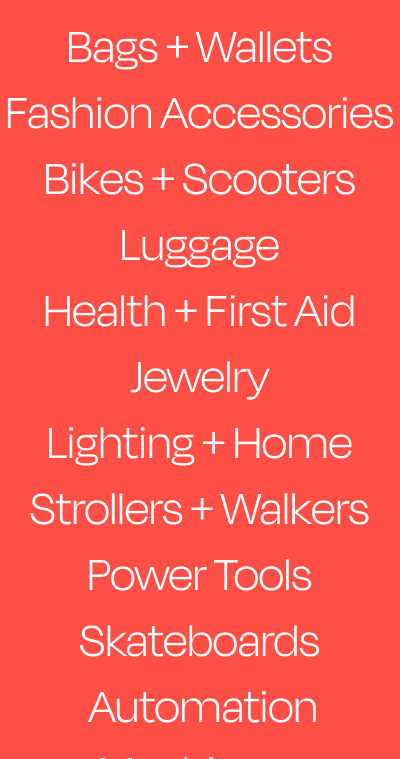 Bags + Wallets
Fashion Accessories
Bikes + Scooters
Luggage
Health + First Aid
Jewelry
Lighting + Home
Strollers + Walkers
Power Tools
Skateboards
Automation